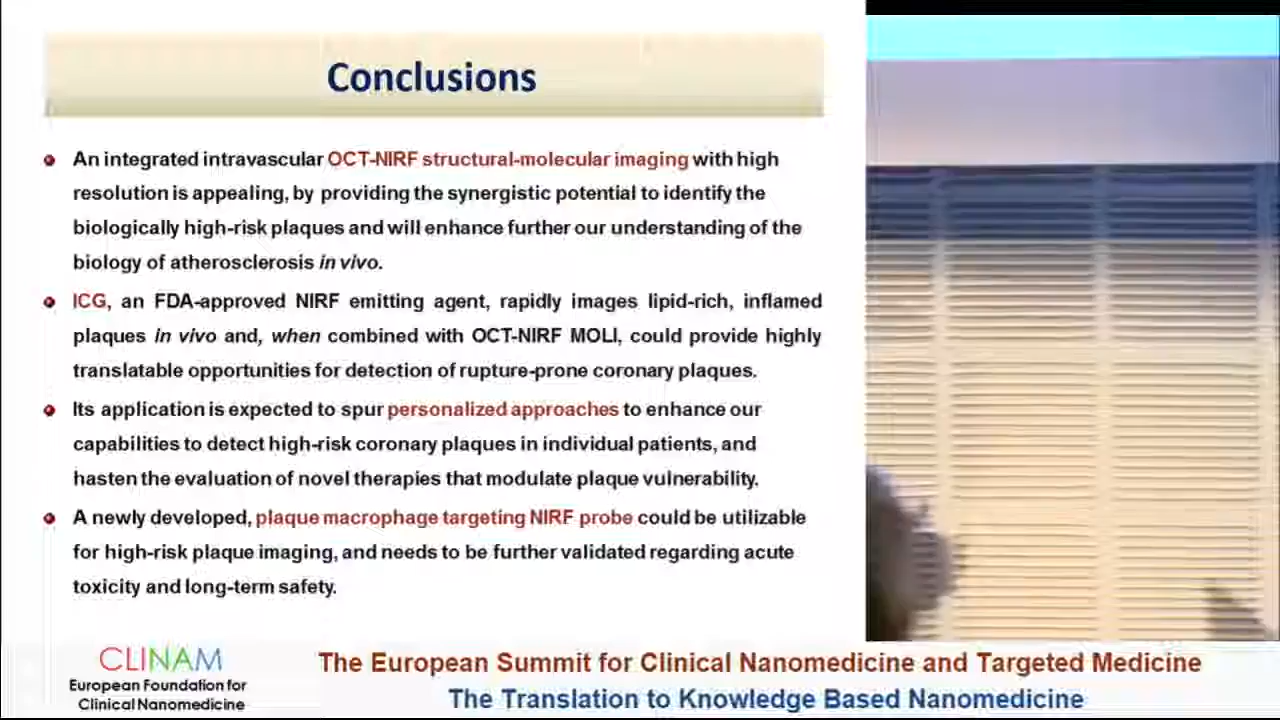 Conclusions
An integrated intravascular OCT-NIRF structural-molecular imaging with high
resolution is appealing, by providing the synergistic potential to identify the
biologically high-risk plaques and will enhance further our understanding of the
biology of atherosclerosis in vivo.
ICG, an FDA-approved NIRF emitting agent, rapidly images lipid-rich, inflamed
plaques in vivo and, when combined with OCT-NIRF MOLI, could provide highly
translatable opportunities for detection of rupture-prone coronary plaques.
Its application is expected to spur personalized approaches to enhance our
capabilities to detect high-risk coronary plaques in individual patients, and
hasten the evaluation of novel therapies that modulate plaque vulnerability.
A newly developed, plaque macrophage targeting NIRF probe could be utilizable
for high-risk plaque imaging, and needs to be further validated regarding acute
toxicity and long-term safety.
CLINAM
European Foundation for
Clinical Nanomedicine
The European Summit for Clinical Nanomedicine and Targeted Medicine
The Translation to Knowledge Based Nanomedicine